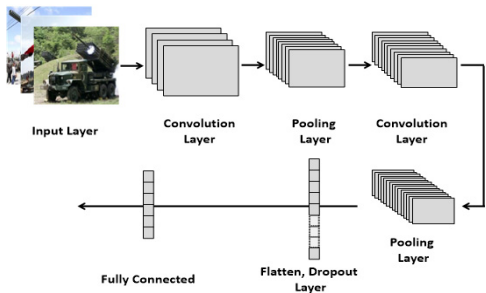 Input Layer
Convolution
Layer
Pooling
Layer
Convolution
Layer
Pooling
Layer
Flatten, Dropout
Layer
Fully Connected